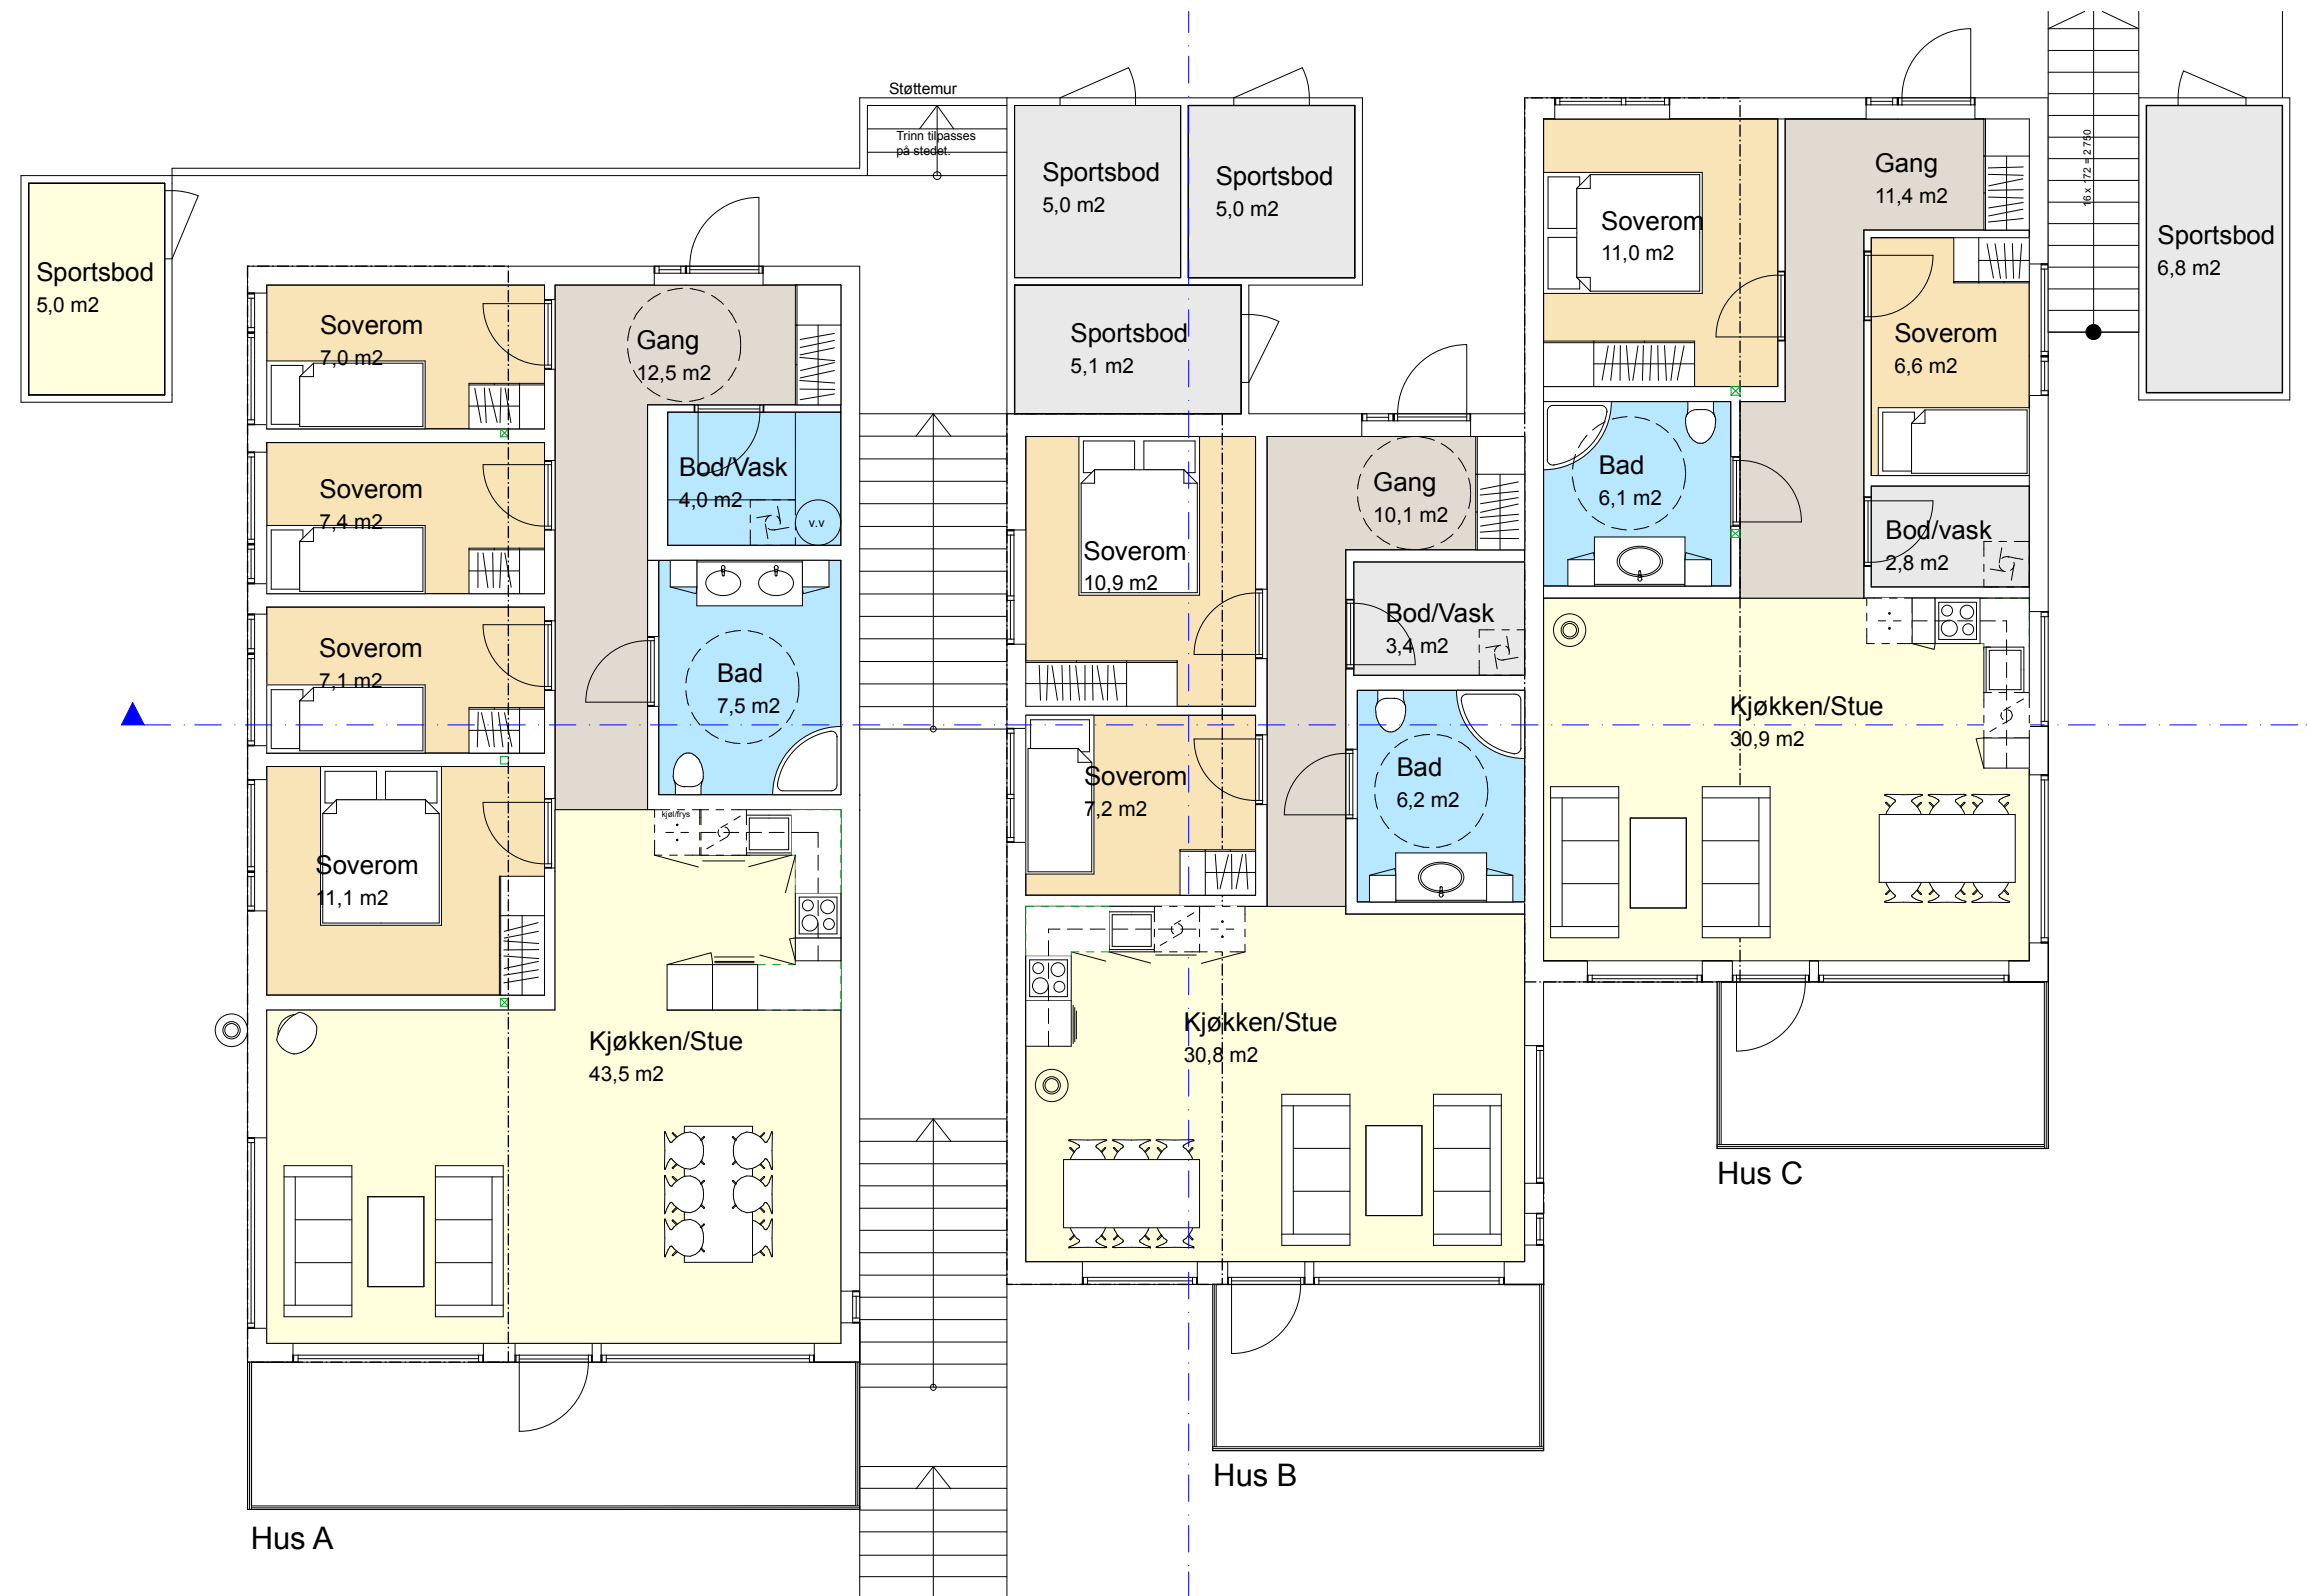 Støttemur
Trinn tilpasses
på stedet.
Sportsbod
5,0 m2
Sportsbod
5,0 m2
Sportsbod
5,0 m2
Sportsbod
5,1 m2
Soverom
7,0 m2
Gang
12,5 m2
Soverom
7,4 m2
Bod/Vask
4,0 m2
v.v
Soverom
7,1 m2
Bad
7,5 m2
Soverom
11,1 m2
kjøl/frys
Kjøkken/Stue
43,5 m2
Hus A
Gang
10,1 m2
Soverom
10,9 m2
Bod/Vask
3,4 m2
Soverom
7,2 m2
Bad
6,2 m2
Kjøkken/Stue
30,8 m2
Hus B
Soverom
11,0 m2
Gang
11,4 m2
16 x 172 = 2750
Sportsbod
6,8 m2
Soverom
6,6 m2
Bad
6,1 m2
Bod/vask
2,8 m2
Kjøkken/Stue
30,9 m2
Hus C